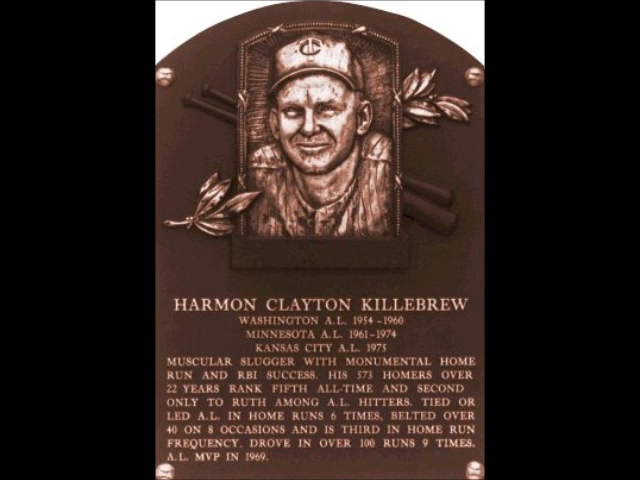 TC
HARMON CLAYTON KILLEBREW
WASHINGTON A.L. 1954-1960
MINNESOTA A.L. 1961-1974
KANSAS CITY A.L. 1975
MUSCULAR SLUGGER WITH MONUMENTAL HOME
RUN AND RBI SUCCESS. HIS 573 HOMERS OVER
22 YEARS RANK FIFTH ALL-TIME AND SECOND
ONLY TO RUTH AMONG A.L. HITTERS. TIED OR
LED A.L. IN HOME RUNS 6 TIMES, BELTED OVER
40 ON 8 OCCASIONS AND IS THIRD IN HOME RUN
FREQUENCY. DROVE IN OVER 100 RUNS 9 TIMES.
A.L. MVP IN 1969.